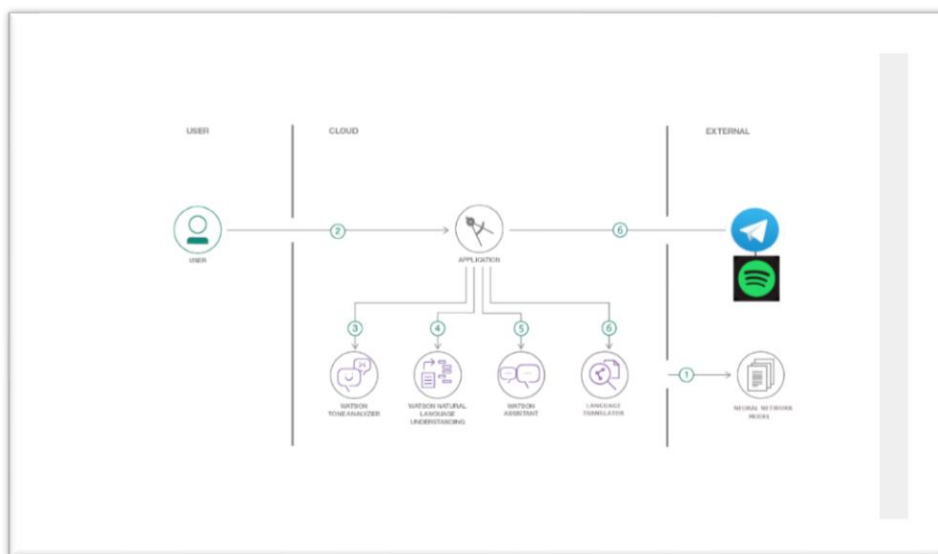 USER
CLOUD
EXTERNAL
2
6
USER
APPLICATION
3
4
5
6
1
WATSON
TONE ANALYZER
WATSON NATURAL
LANGUAGE
UNDERSTANDING
WATSON
ASSISTANT
LANGUAGE
TRANSLATOR
NEURAL NETWORK
MODEL